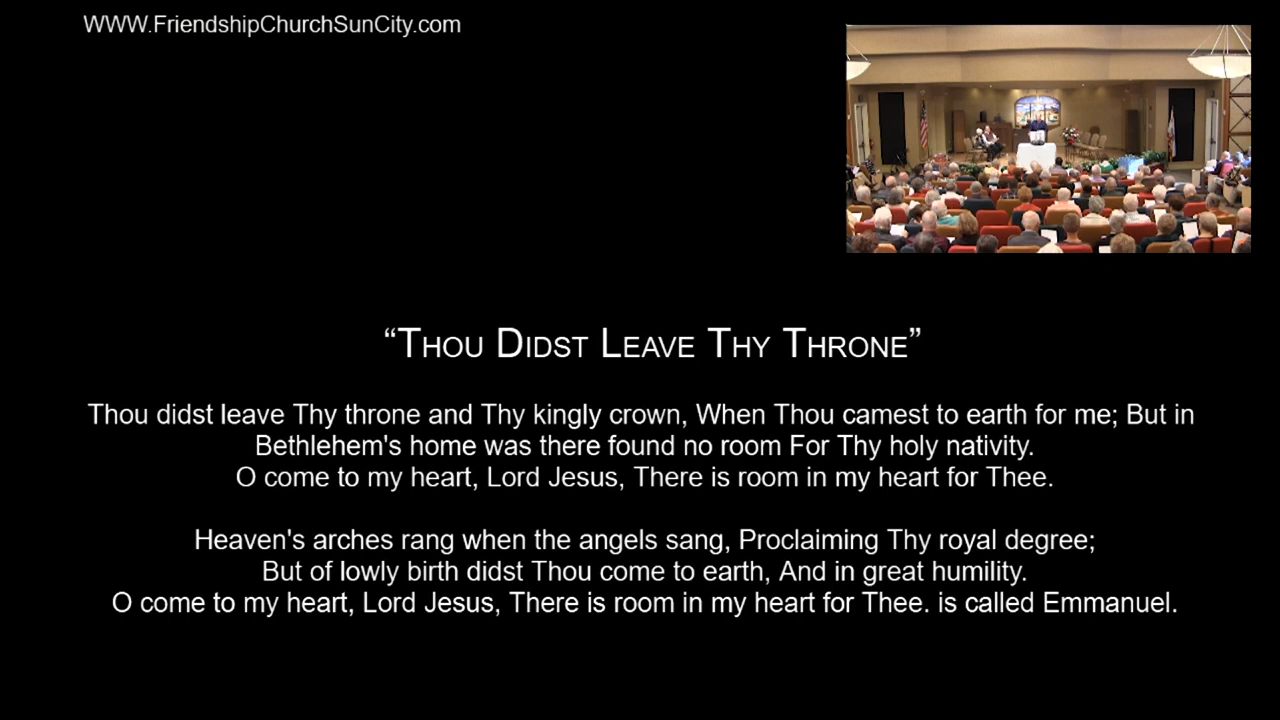 WWW.FriendshipChurchSunCity.com
“Thou Didst Leave Thy Throne”
Thou didst leave Thy throne and Thy kingly crown, When Thou camest to earth for me; But in
Bethlehem's home was there found no room For Thy holy nativity.
O come to my heart, Lord Jesus, There is room in my heart for Thee.
Heaven's arches rang when the angels sang, Proclaiming Thy royal degree;
But of lowly birth didst Thou come to earth, And in great humility.
O come to my heart, Lord Jesus, There is room in my heart for Thee. is called Emmanuel.